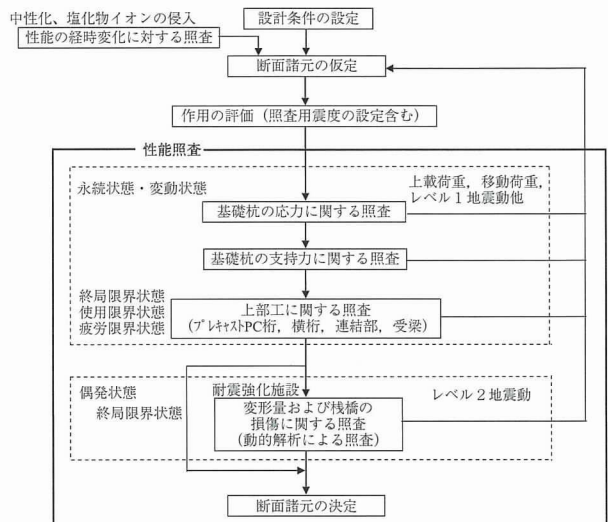 中性化、塩化物イオンの侵入
設計条件の設定
性能の経時変化に対する照査
断面諸元の仮定
作用の評価（照査用震度の設定含む）
性能照査
永続状態・変動状態
上載荷重，移動荷重，
レベル１地震動他
基礎杭の応力に関する照査
基礎杭の支持力に関する照査
終局限界状態
使用限界状態
疲労限界状態
上部工に関する照査
(プレキャストPC桁，横桁，連結部，受梁)
偶発状態
終局限界状態
耐震強化施設
レベル２地震動
変形量および桟橋の
損傷に関する照査
(動的解析による照査)
断面諸元の決定